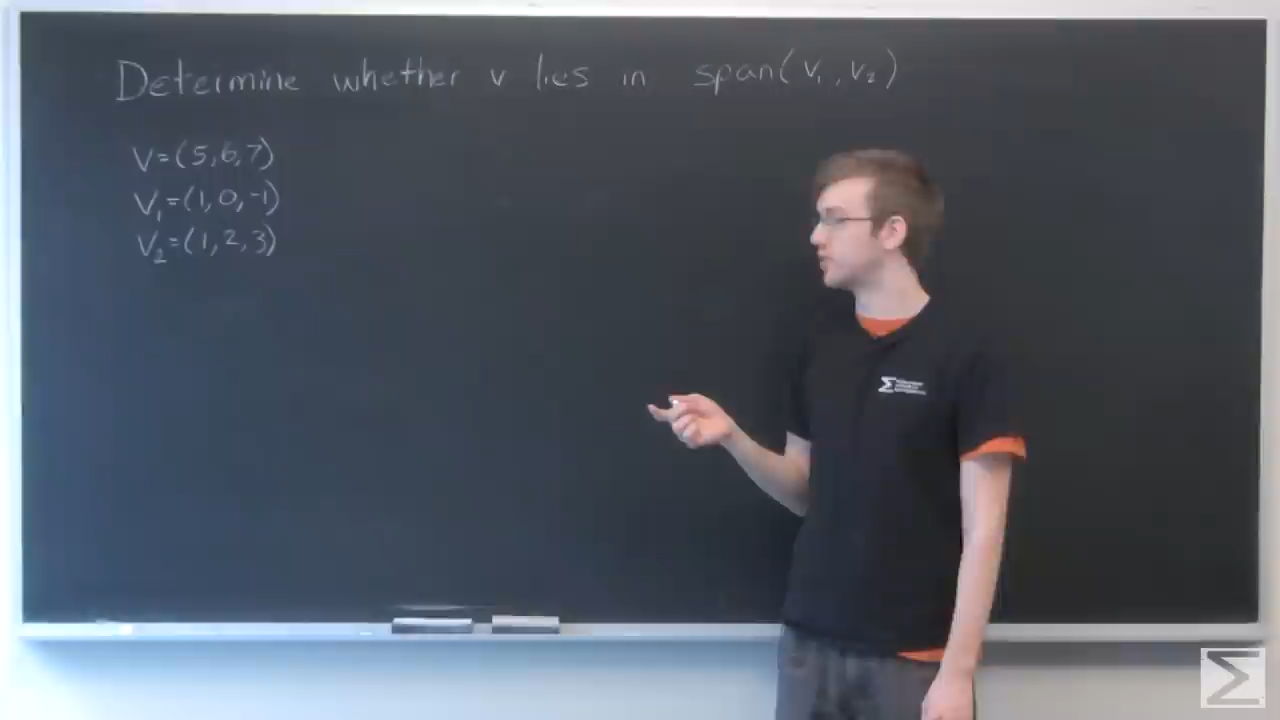 Determine whether v lies in span(v₁, v₂)
v=(5,6,7)
v₁=(1,0,-1)
v₂=(1,2,3)
Σ
Σ